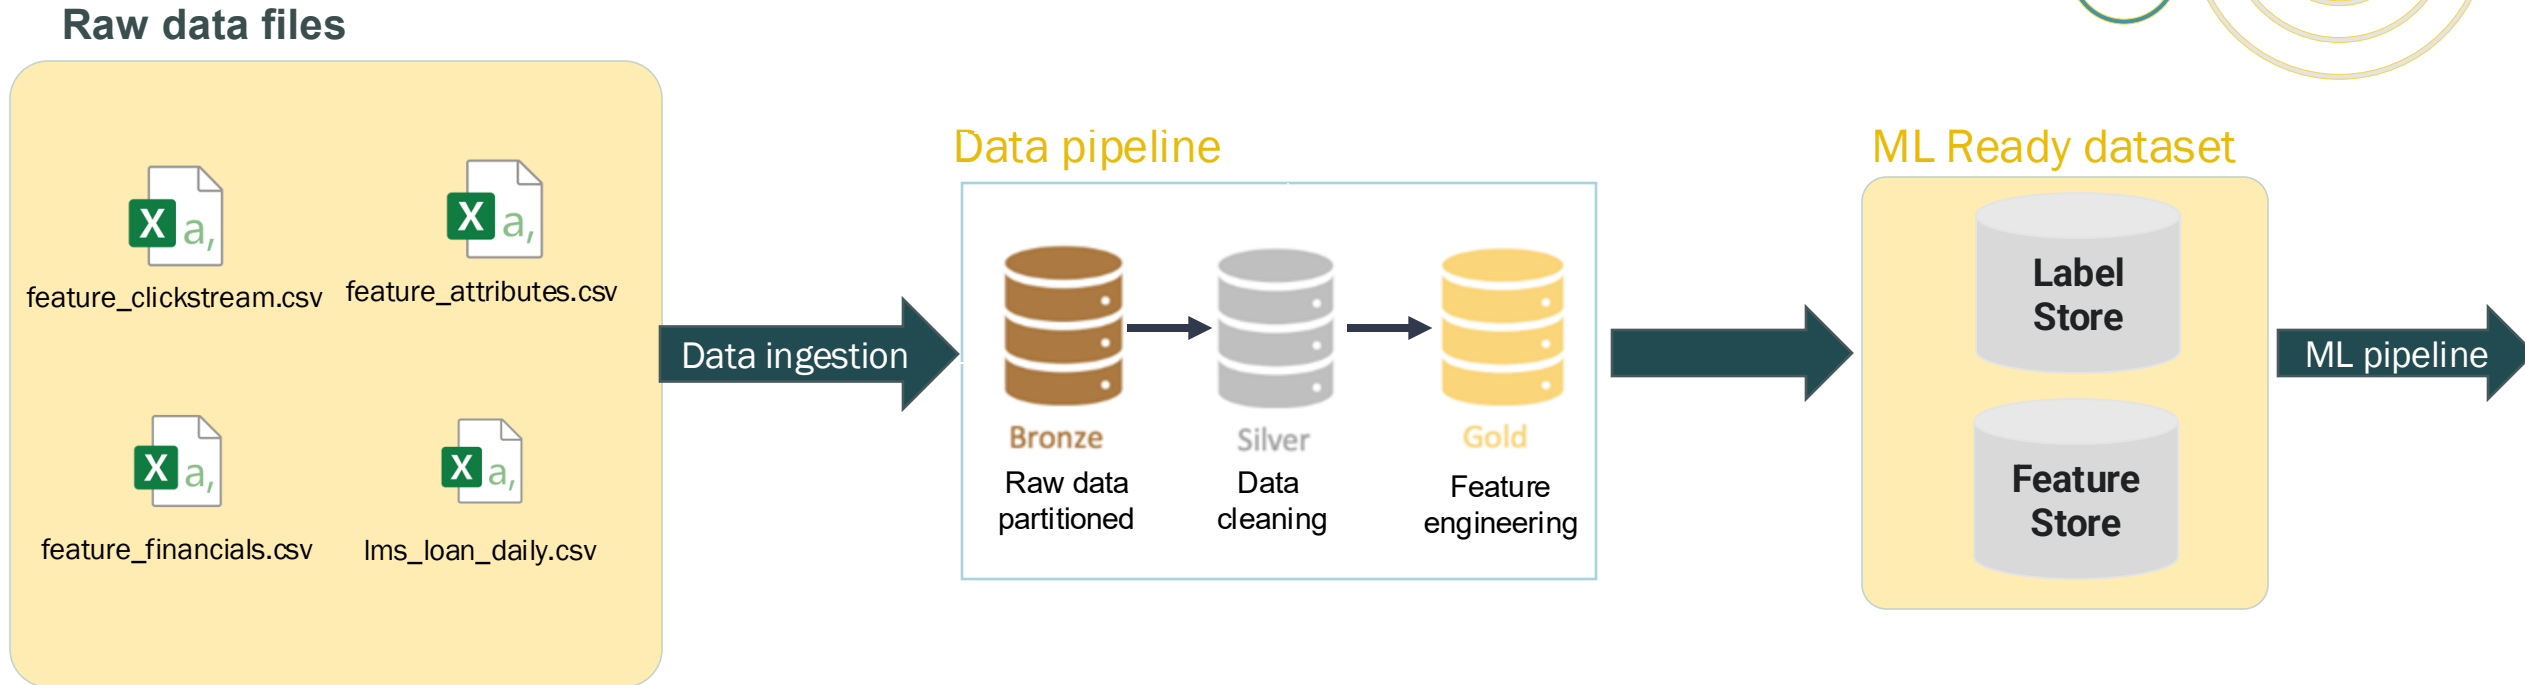 Raw data files
X a,
feature_clickstream.csv
X a,
feature_attributes.csv
X a,
feature_financials.csv
X a,
lms_loan_daily.csv
Data ingestion
Data pipeline
Bronze
Raw data
partitioned
Silver
Data
cleaning
Gold
Feature
engineering
ML Ready dataset
Label
Store
Feature
Store
ML pipeline